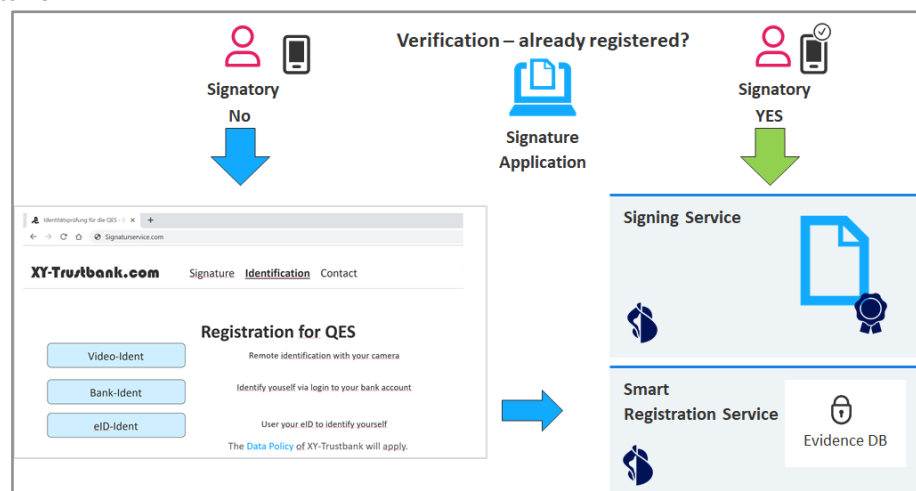 Verification – already registered?
Signatory
No
Signature
Application
Signatory
YES
Identitätsprüfung für die QES - S
Signaturservice.com
XY-Trustbank.com
Signature Identification Contact
Registration for QES
Video-Ident
Remote identification with your camera
Bank-Ident
Identify youself via login to your bank account
eID-Ident
User your eID to identify yourself
The Data Policy of XY-Trustbank will apply.
Signing Service
Smart
Registration Service
Evidence DB